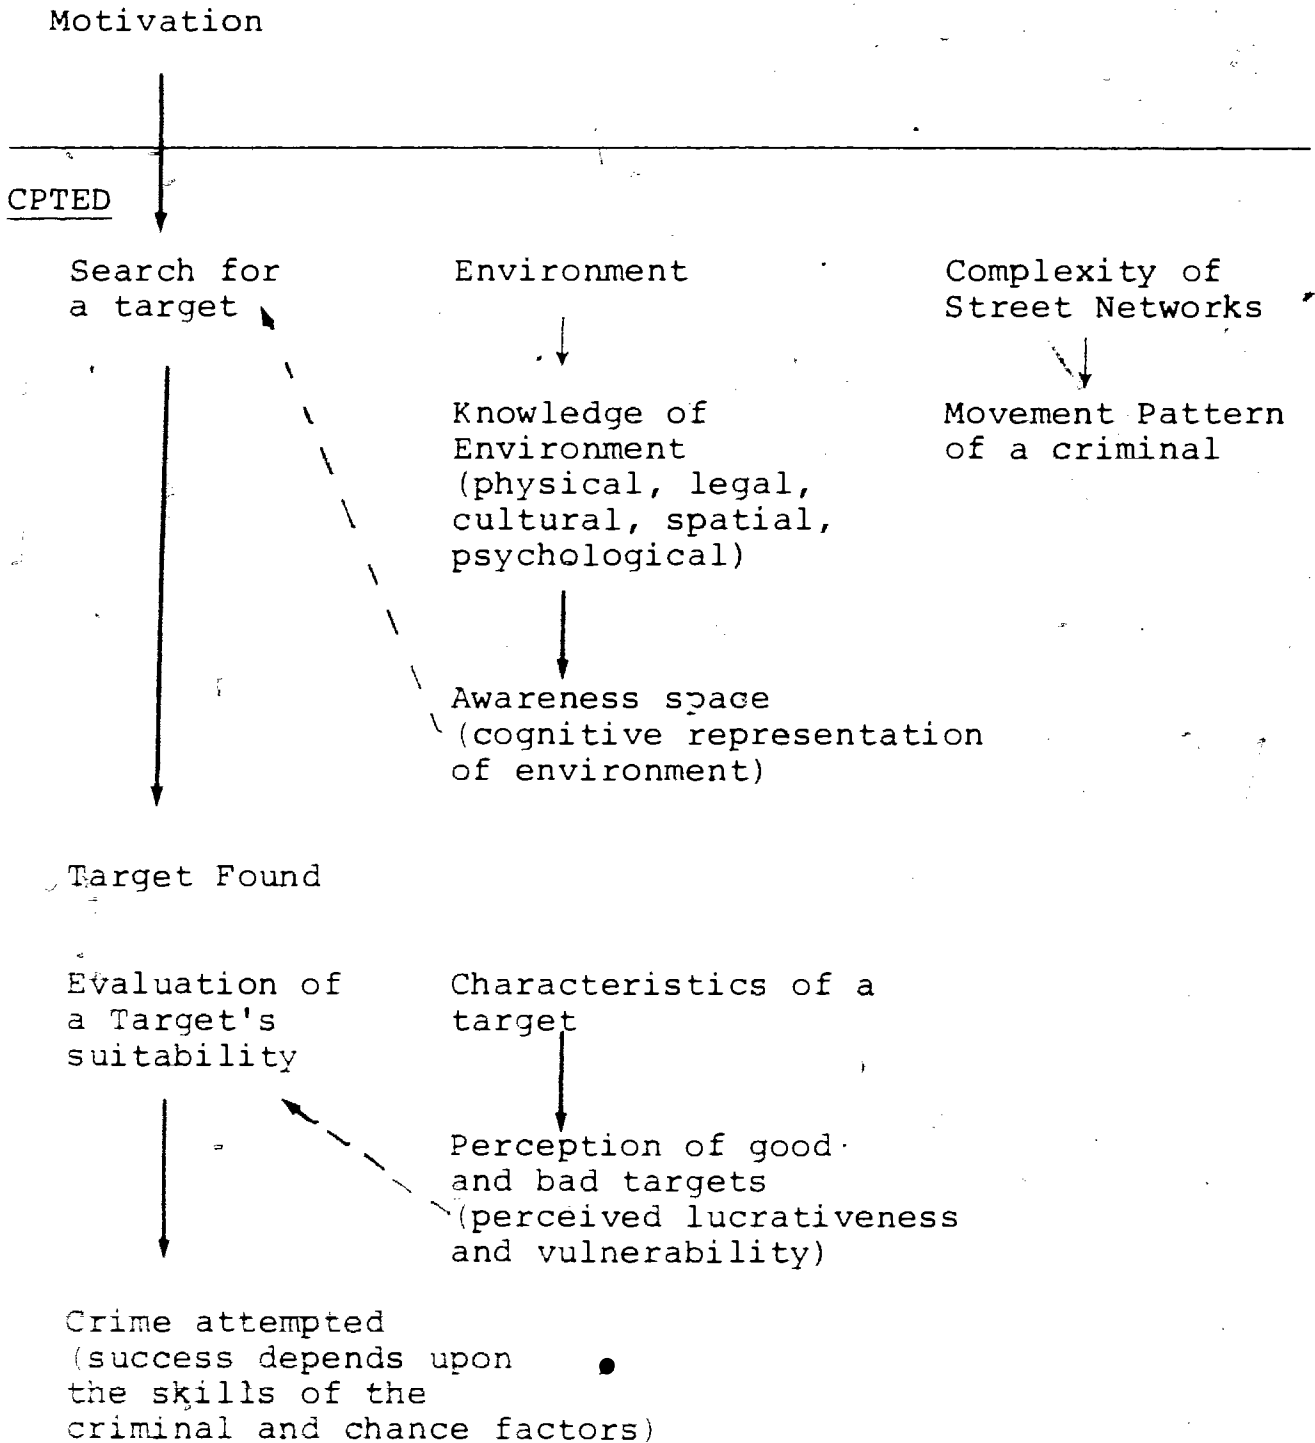 Motivation
CPTED
Search for
a target
Environment
Complexity of
Street Networks
Knowledge of
Environment
(physical, legal,
cultural, spatial,
psychological)
Movement Pattern
of a criminal
Awareness space
(cognitive representation
of environment)
Target Found
Evaluation of
a Target's
suitability
Characteristics of a
target
Perception of good
and bad targets
(perceived lucrativeness
and vulnerability)
Crime attempted
(success depends upon
the skills of the
criminal and chance factors)